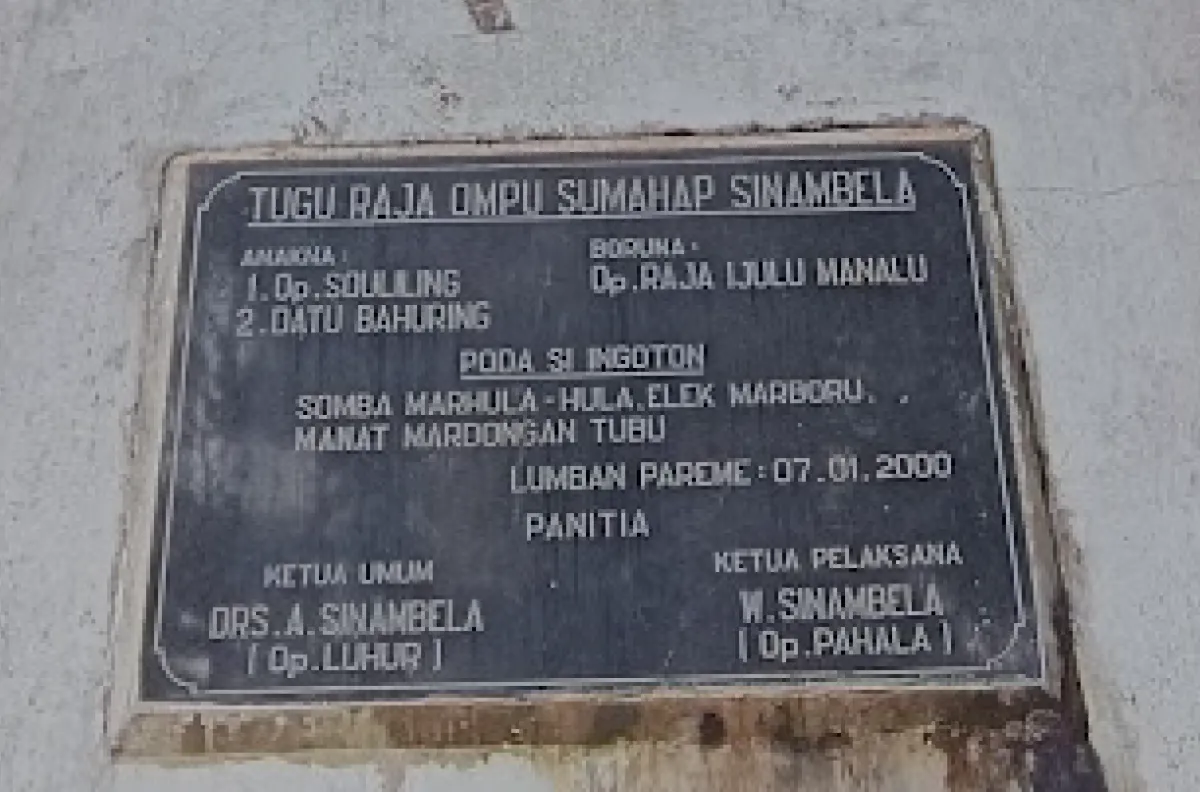 TUGU RAJA OMPU SUMAHAP SINAMBELA
ANAKNA :
1. Op. SOULILING
2. DATU BAHURING
BORUNA :
Op. RAJA IJULU MANALU
PODA SI INGOTON
SOMBA MARHULA-HULA, ELEK MARBORU.
MANAT MARDONGAN TUBU
LUMBAN PAREME : 07.01.2000
PANITIA
KETUA UMUM
DRS. A. SINAMBELA
( Op. LUHUR )
KETUA PELAKSANA
W. SINAMBELA
( Op. PAHALA )